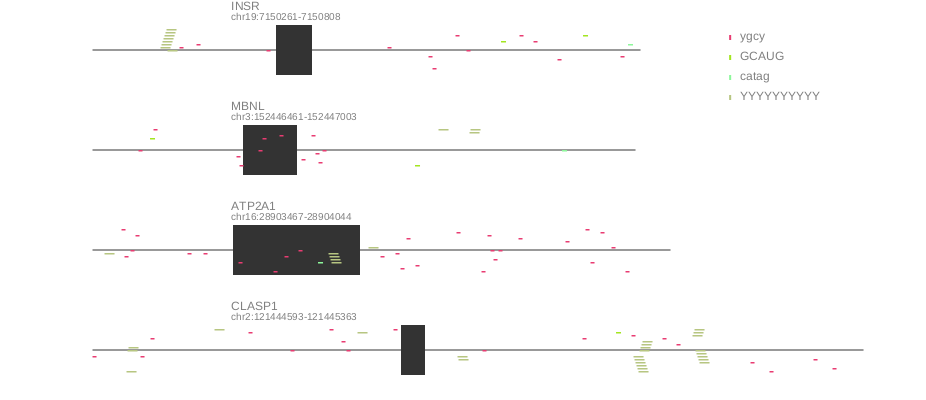 INSR
chr19:7150261-7150808
ygcy
GCAUG
catag
YYYYYYYYYY
MBNL
chr3:152446461-152447003
ATP2A1
chr16:28903467-28904044
CLASP1
chr2:121444593-121445363